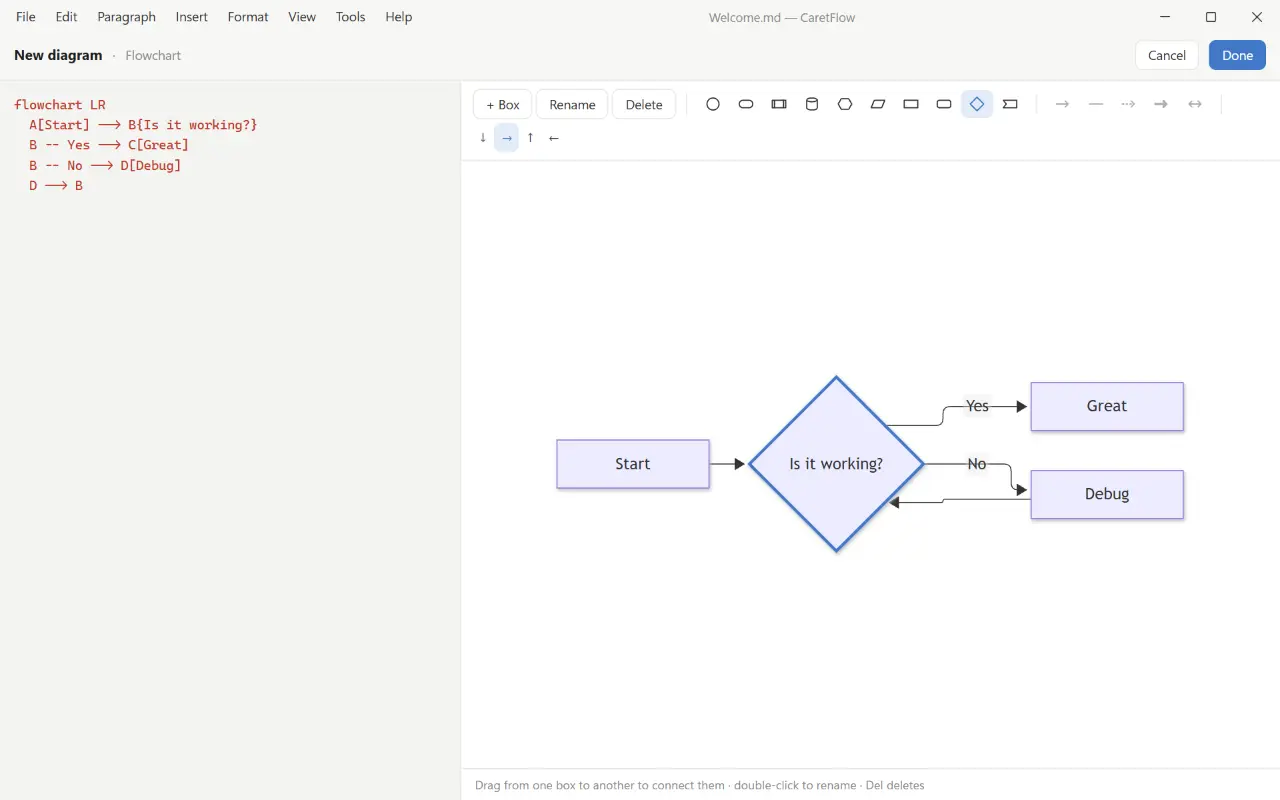 File Edit Paragraph Insert Format View Tools Help Welcome.md — CaretFlow
New diagram · Flowchart Cancel Done
flowchart LR
A[Start] --> B{Is it working?}
B -- Yes --> C[Great]
B -- No --> D[Debug]
D --> B
+ Box Rename Delete
Yes
Great
Start
Is it working?
No
Debug
Drag from one box to another to connect them · double-click to rename · Del deletes